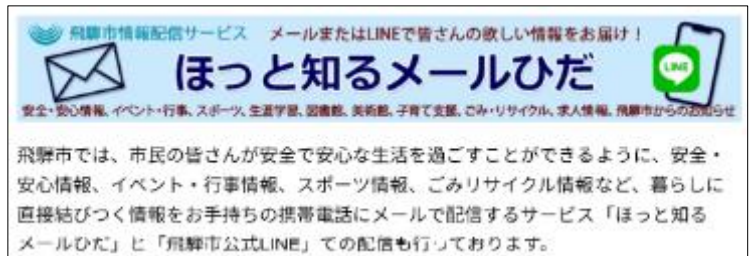 飛騨市情報配信サービス メールまたはLINEで皆さんの欲しい情報をお届け！
ほっと知るメールひだ
LINE
安全・安心情報、イベント・行事、スポーツ、生涯学習、図書館、美術館、子育て支援、ごみ・リサイクル、求人情報、飛騨市からのお知らせ
飛騨市では、市民の皆さんが安全で安心な生活を過ごすことができるように、安全・
安心情報、イベント・行事情報、スポーツ情報、ごみリサイクル情報など、暮らしに
直接結びつく情報をお手持ちの携帯電話にメールで配信するサービス「ほっと知る
メールひだ」と「飛騨市公式LINE」での配信も行っております。